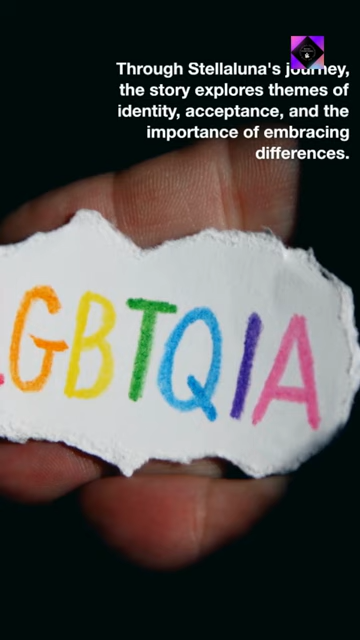 Through Stellaluna's journey,
the story explores themes of
identity, acceptance, and the
importance of embracing
differences.
LGBTQIA